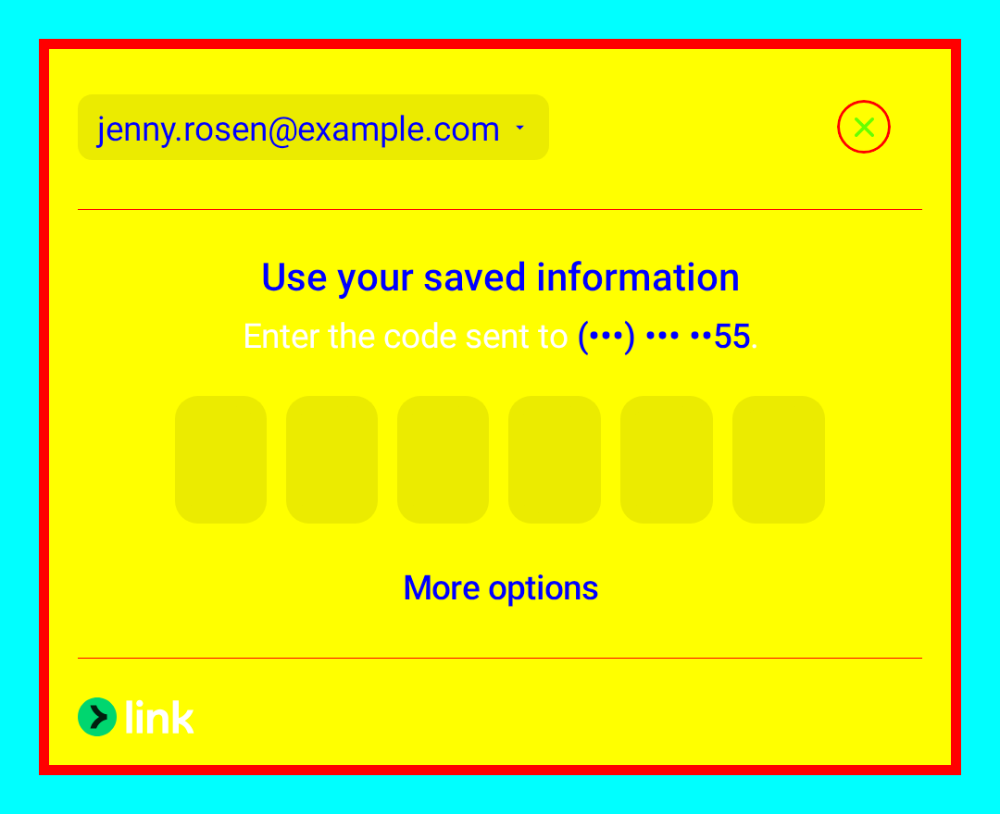 jenny.rosen@example.com
Use your saved information
Enter the code sent to (•••) ••• ••55.
More options
link